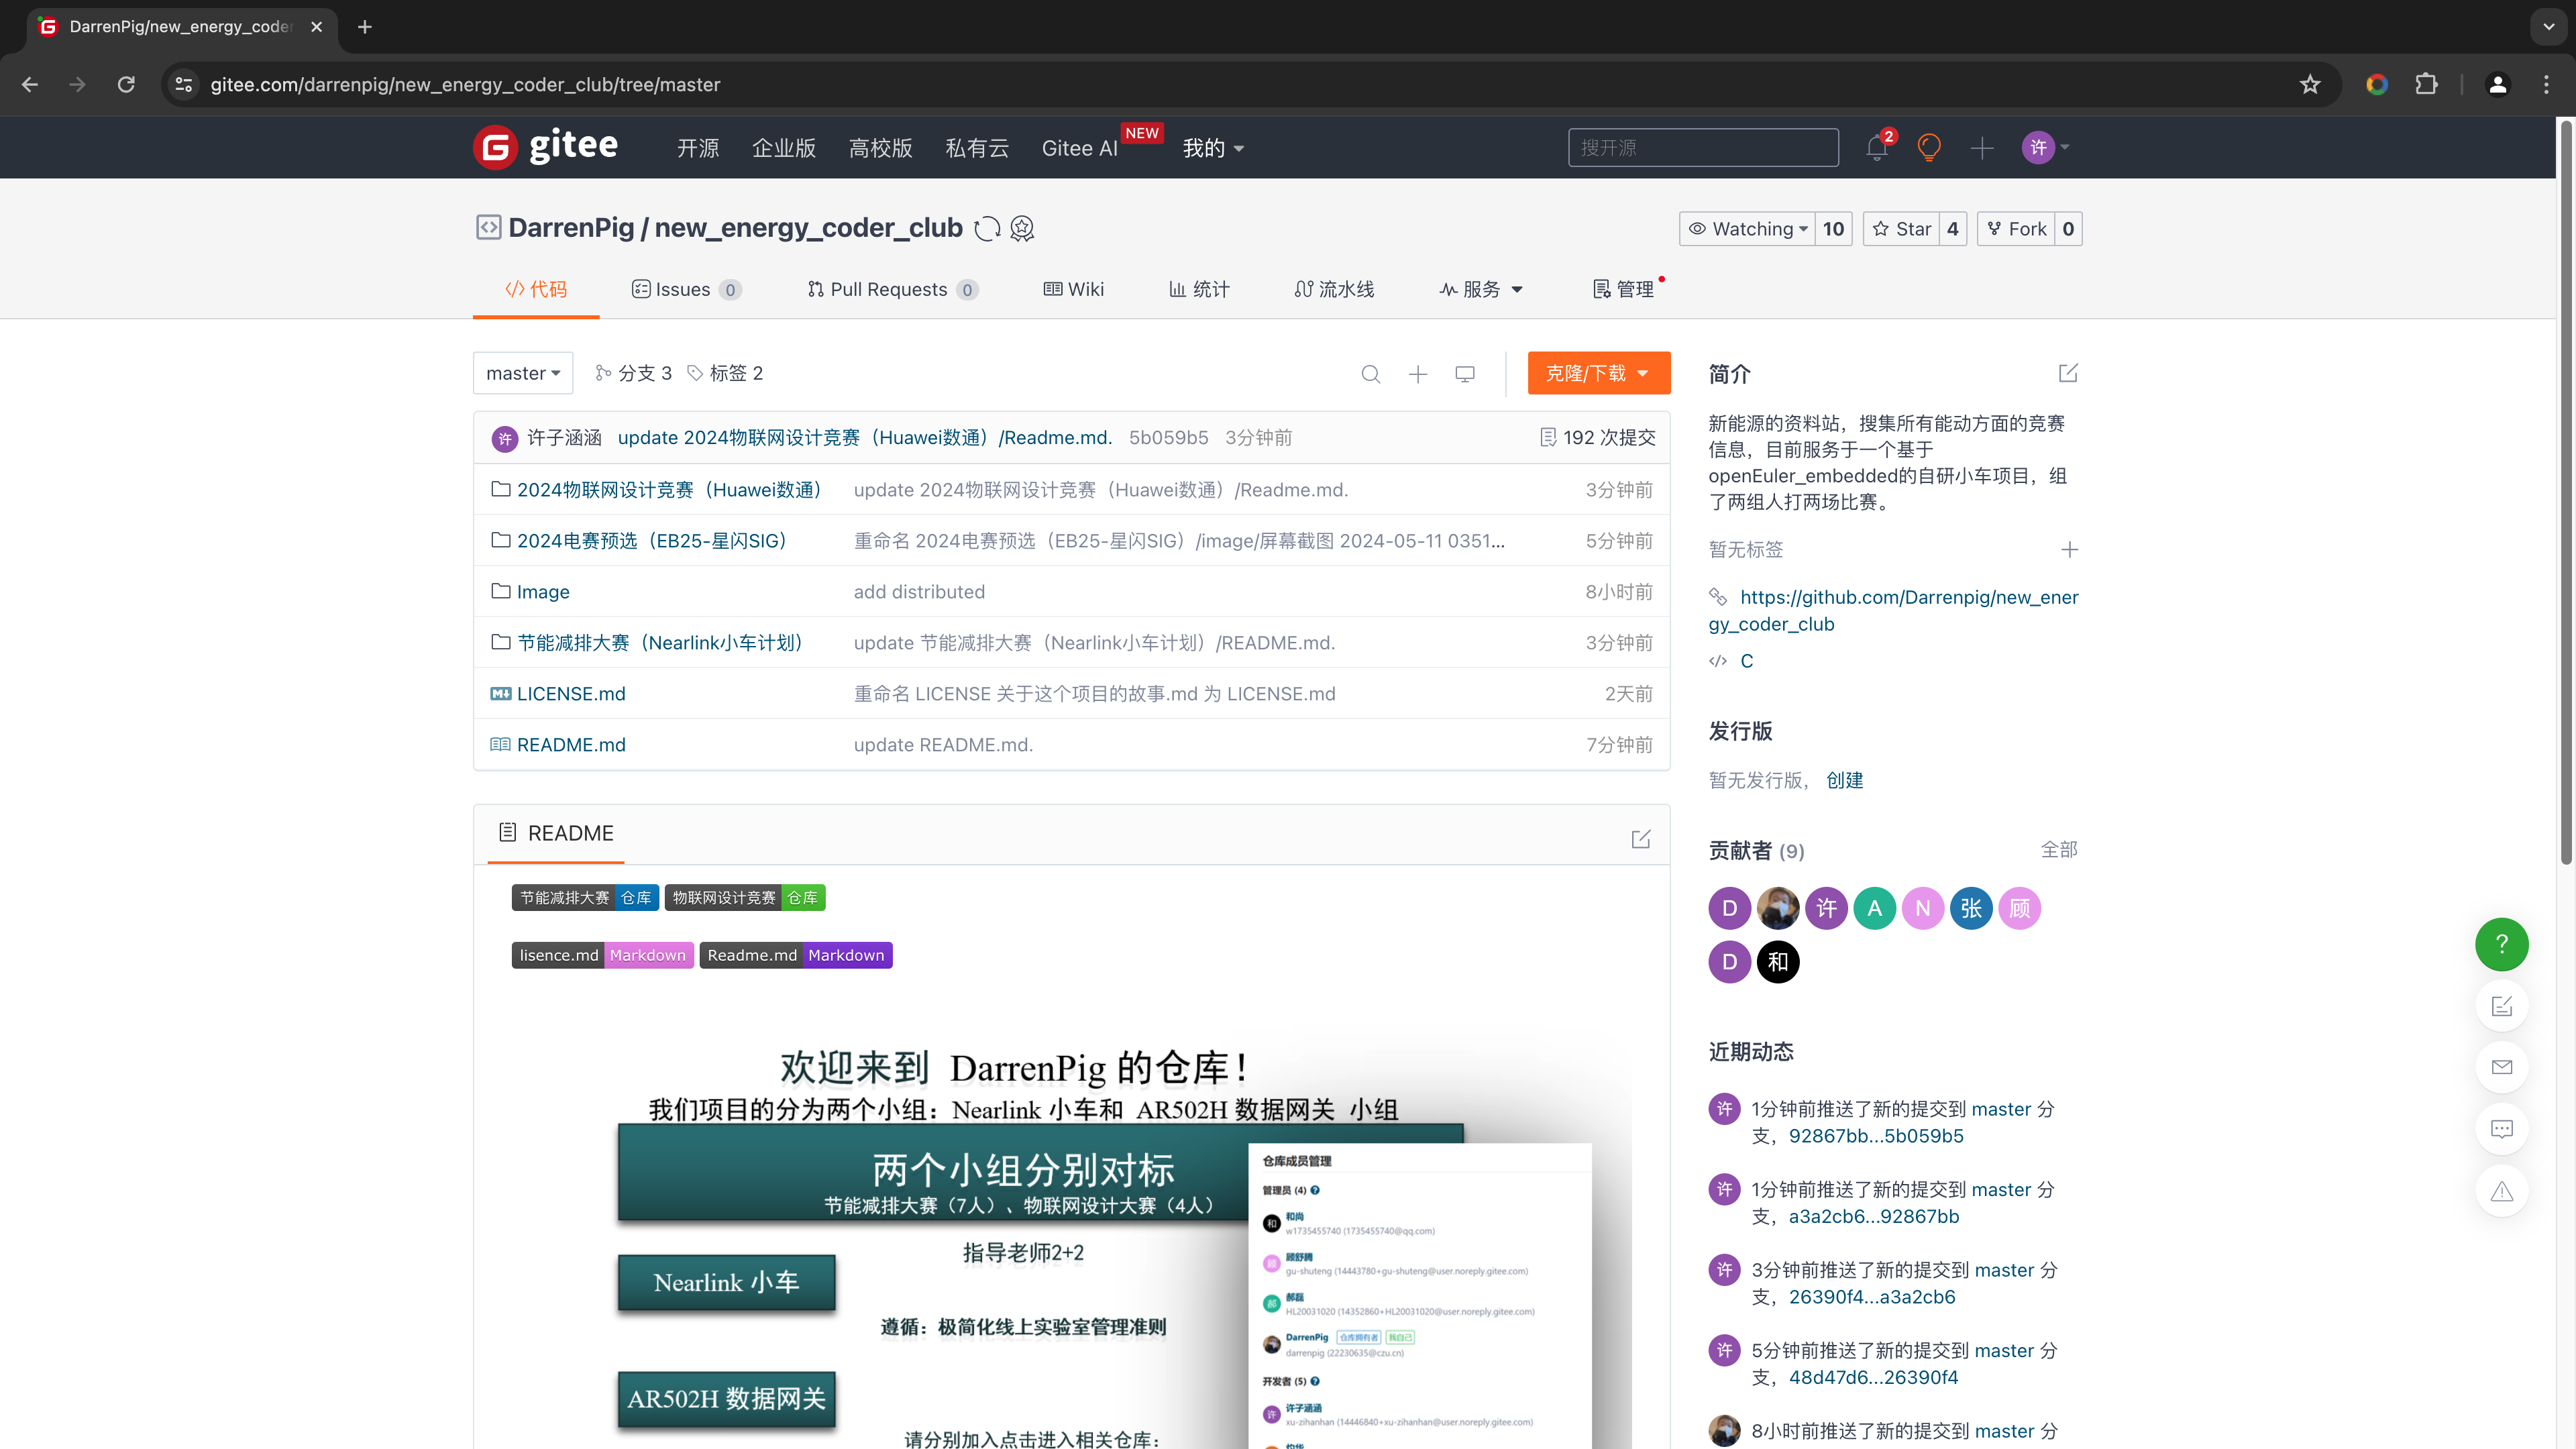 DarrenPig/new_energy_coder
gitee.com/darrenpig/new_energy_coder_club/tree/master
gitee
开源
企业版
高校版
私有云
Gitee AI
NEW
我的
搜开源
2
许
DarrenPig / new_energy_coder_club
Watching 10
Star 4
Fork 0
代码
Issues 0
Pull Requests 0
Wiki
统计
流水线
服务
管理
master
分支 3
标签 2
克隆/下载
许 许子涵涵 update 2024物联网设计竞赛（Huawei数通）/Readme.md. 5b059b5 3分钟前 192 次提交
2024物联网设计竞赛（Huawei数通） update 2024物联网设计竞赛（Huawei数通）/Readme.md. 3分钟前
2024电赛预选（EB25-星闪SIG） 重命名 2024电赛预选（EB25-星闪SIG）/image/屏幕截图 2024-05-11 0351... 5分钟前
Image add distributed 8小时前
节能减排大赛（Nearlink小车计划） update 节能减排大赛（Nearlink小车计划）/README.md. 3分钟前
LICENSE.md 重命名 LICENSE 关于这个项目的故事.md 为 LICENSE.md 2天前
README.md update README.md. 7分钟前
README
节能减排大赛 仓库 物联网设计竞赛 仓库
lisence.md Markdown Readme.md Markdown
欢迎来到 DarrenPig 的仓库！
我们项目的分为两个小组：Nearlink 小车和 AR502H 数据网关 小组
两个小组分别对标
节能减排大赛（7人）、物联网设计大赛（4人）
指导老师2+2
Nearlink 小车
遵循：极简化线上实验室管理准则
AR502H 数据网关
请分别加入点击进入相关仓库：
仓库成员管理
管理员 (4)
和 和尚
w1735455740 (1735455740@qq.com)
顾 顾舒腾
gu-shuteng (14443780+gu-shuteng@user.noreply.gitee.com)
郝 郝磊
HL20031020 (14352860+HL20031020@user.noreply.gitee.com)
DarrenPig 仓库拥有者 我自己
darrenpig (22230635@czu.cn)
开发者 (5)
许 许子涵涵
xu-zihanhan (14446840+xu-zihanhan@user.noreply.gitee.com)
简介
新能源的资料站，搜集所有能动方面的竞赛
信息，目前服务于一个基于
openEuler_embedded的自研小车项目，组
了两组人打两场比赛。
暂无标签
https://github.com/Darrenpig/new_ener
gy_coder_club
C
发行版
暂无发行版， 创建
贡献者 (9) 全部
D 许 A N 张 顾
D 和
近期动态
许 1分钟前推送了新的提交到 master 分
支，92867bb...5b059b5
许 1分钟前推送了新的提交到 master 分
支，a3a2cb6...92867bb
许 3分钟前推送了新的提交到 master 分
支，26390f4...a3a2cb6
许 5分钟前推送了新的提交到 master 分
支，48d47d6...26390f4
8小时前推送了新的提交到 master 分
?